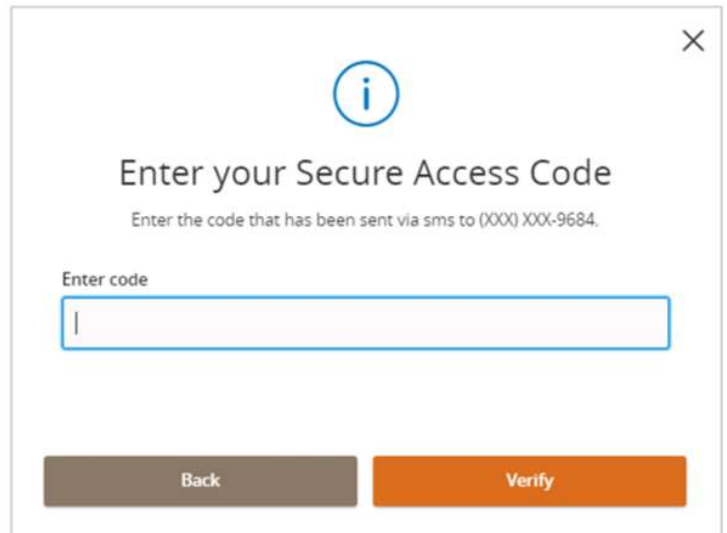 Enter your Secure Access Code
Enter the code that has been sent via sms to (XXX) XXX-9684.
Enter code
Back
Verify